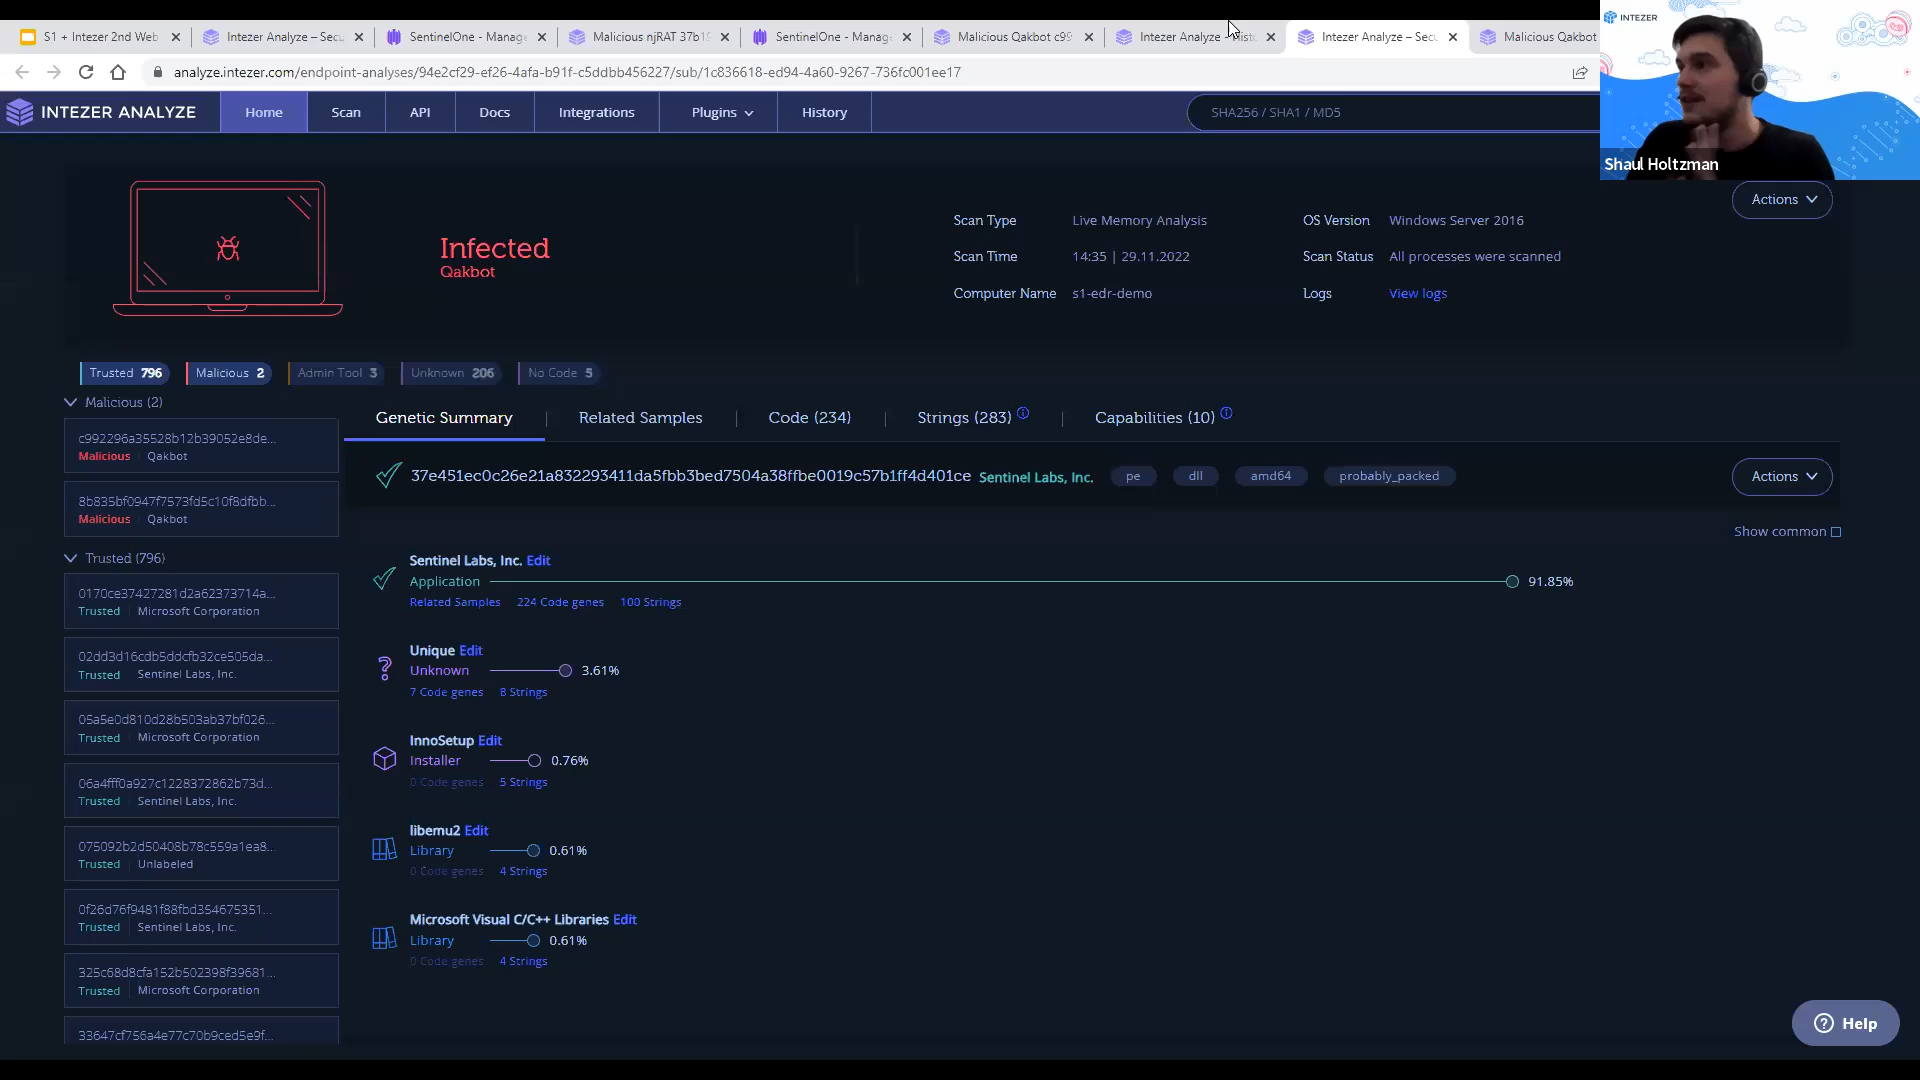 S1 + Intezer 2nd Web
Intezer Analyze – Secu
SentinelOne - Manage
Malicious njRAT 37b1
SentinelOne - Manage
Malicious Qakbot c99
Intezer Analyze
Intezer Analyze – Secu
Malicious Qakbot
analyze.intezer.com/endpoint-analyses/94e2cf29-ef26-4afa-b91f-c5ddbb456227/sub/1c836618-ed94-4a60-9267-736fc001ee17
INTEZER
INTEZER ANALYZE
Home
Scan
API
Docs
Integrations
Plugins
History
SHA256 / SHA1 / MD5
Shaul Holtzman
Infected
Qakbot
Scan Type Live Memory Analysis
OS Version Windows Server 2016
Scan Time 14:35 | 29.11.2022
Scan Status All processes were scanned
Computer Name s1-edr-demo
Logs View logs
Actions
Trusted 796
Malicious 2
Admin Tool 3
Unknown 206
No Code 5
Malicious (2)
c992296a35528b12b39052e8de...
Malicious Qakbot
8b835bf0947f7573fd5c10f8dfbb...
Malicious Qakbot
Trusted (796)
0170ce37427281d2a62373714a...
Trusted Microsoft Corporation
02dd3d16cdb5ddcfb32ce505da...
Trusted Sentinel Labs, Inc.
05a5e0d810d28b503ab37bf026...
Trusted Microsoft Corporation
06a4fff0a927c1228372862b73d...
Trusted Sentinel Labs, Inc.
075092b2d50408b78c559a1ea8...
Trusted Unlabeled
0f26d76f9481f88fbd354675351...
Trusted Sentinel Labs, Inc.
325c68d8cfa152b502398f39681...
Trusted Microsoft Corporation
33647cf756a4e77c70b9ced5e9f...
Genetic Summary
Related Samples
Code (234)
Strings (283)
Capabilities (10)
37e451ec0c26e21a832293411da5fbb3bed7504a38ffbe0019c57b1ff4d401ce Sentinel Labs, Inc. pe dll amd64 probably_packed
Actions
Show common
Sentinel Labs, Inc. Edit
Application 91.85%
Related Samples 224 Code genes 100 Strings
Unique Edit
Unknown 3.61%
7 Code genes 8 Strings
InnoSetup Edit
Installer 0.76%
0 Code genes 5 Strings
libemu2 Edit
Library 0.61%
0 Code genes 4 Strings
Microsoft Visual C/C++ Libraries Edit
Library 0.61%
0 Code genes 4 Strings
Help